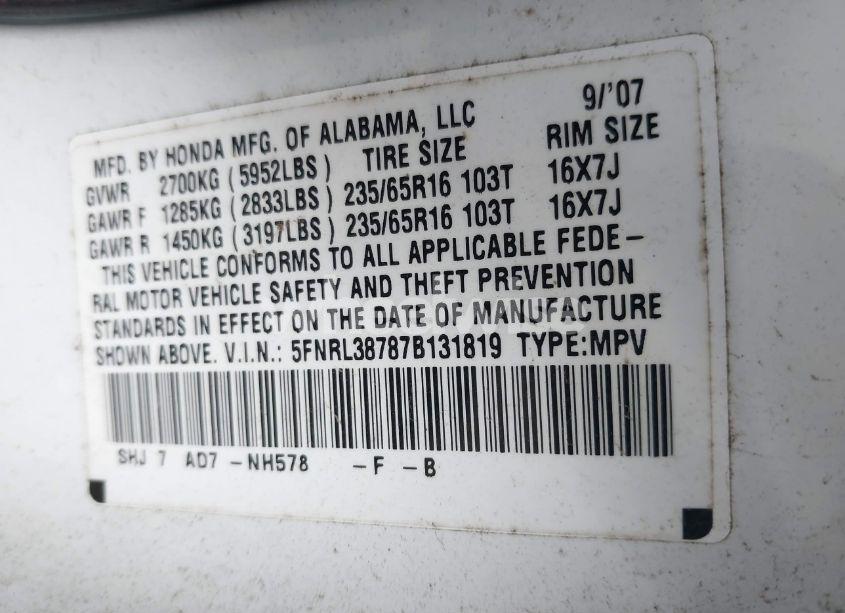 MFD. BY HONDA MFG. OF ALABAMA, LLC 9/'07
GVWR 2700KG (5952LBS) TIRE SIZE RIM SIZE
GAWR F 1285KG (2833LBS) 235/65R16 103T 16X7J
GAWR R 1450KG (3197LBS) 235/65R16 103T 16X7J
THIS VEHICLE CONFORMS TO ALL APPLICABLE FEDE-
RAL MOTOR VEHICLE SAFETY AND THEFT PREVENTION
STANDARDS IN EFFECT ON THE DATE OF MANUFACTURE
SHOWN ABOVE. V.I.N.: 5FNRL38787B131819 TYPE:MPV
SHJ 7 AD7 -NH578 -F -B